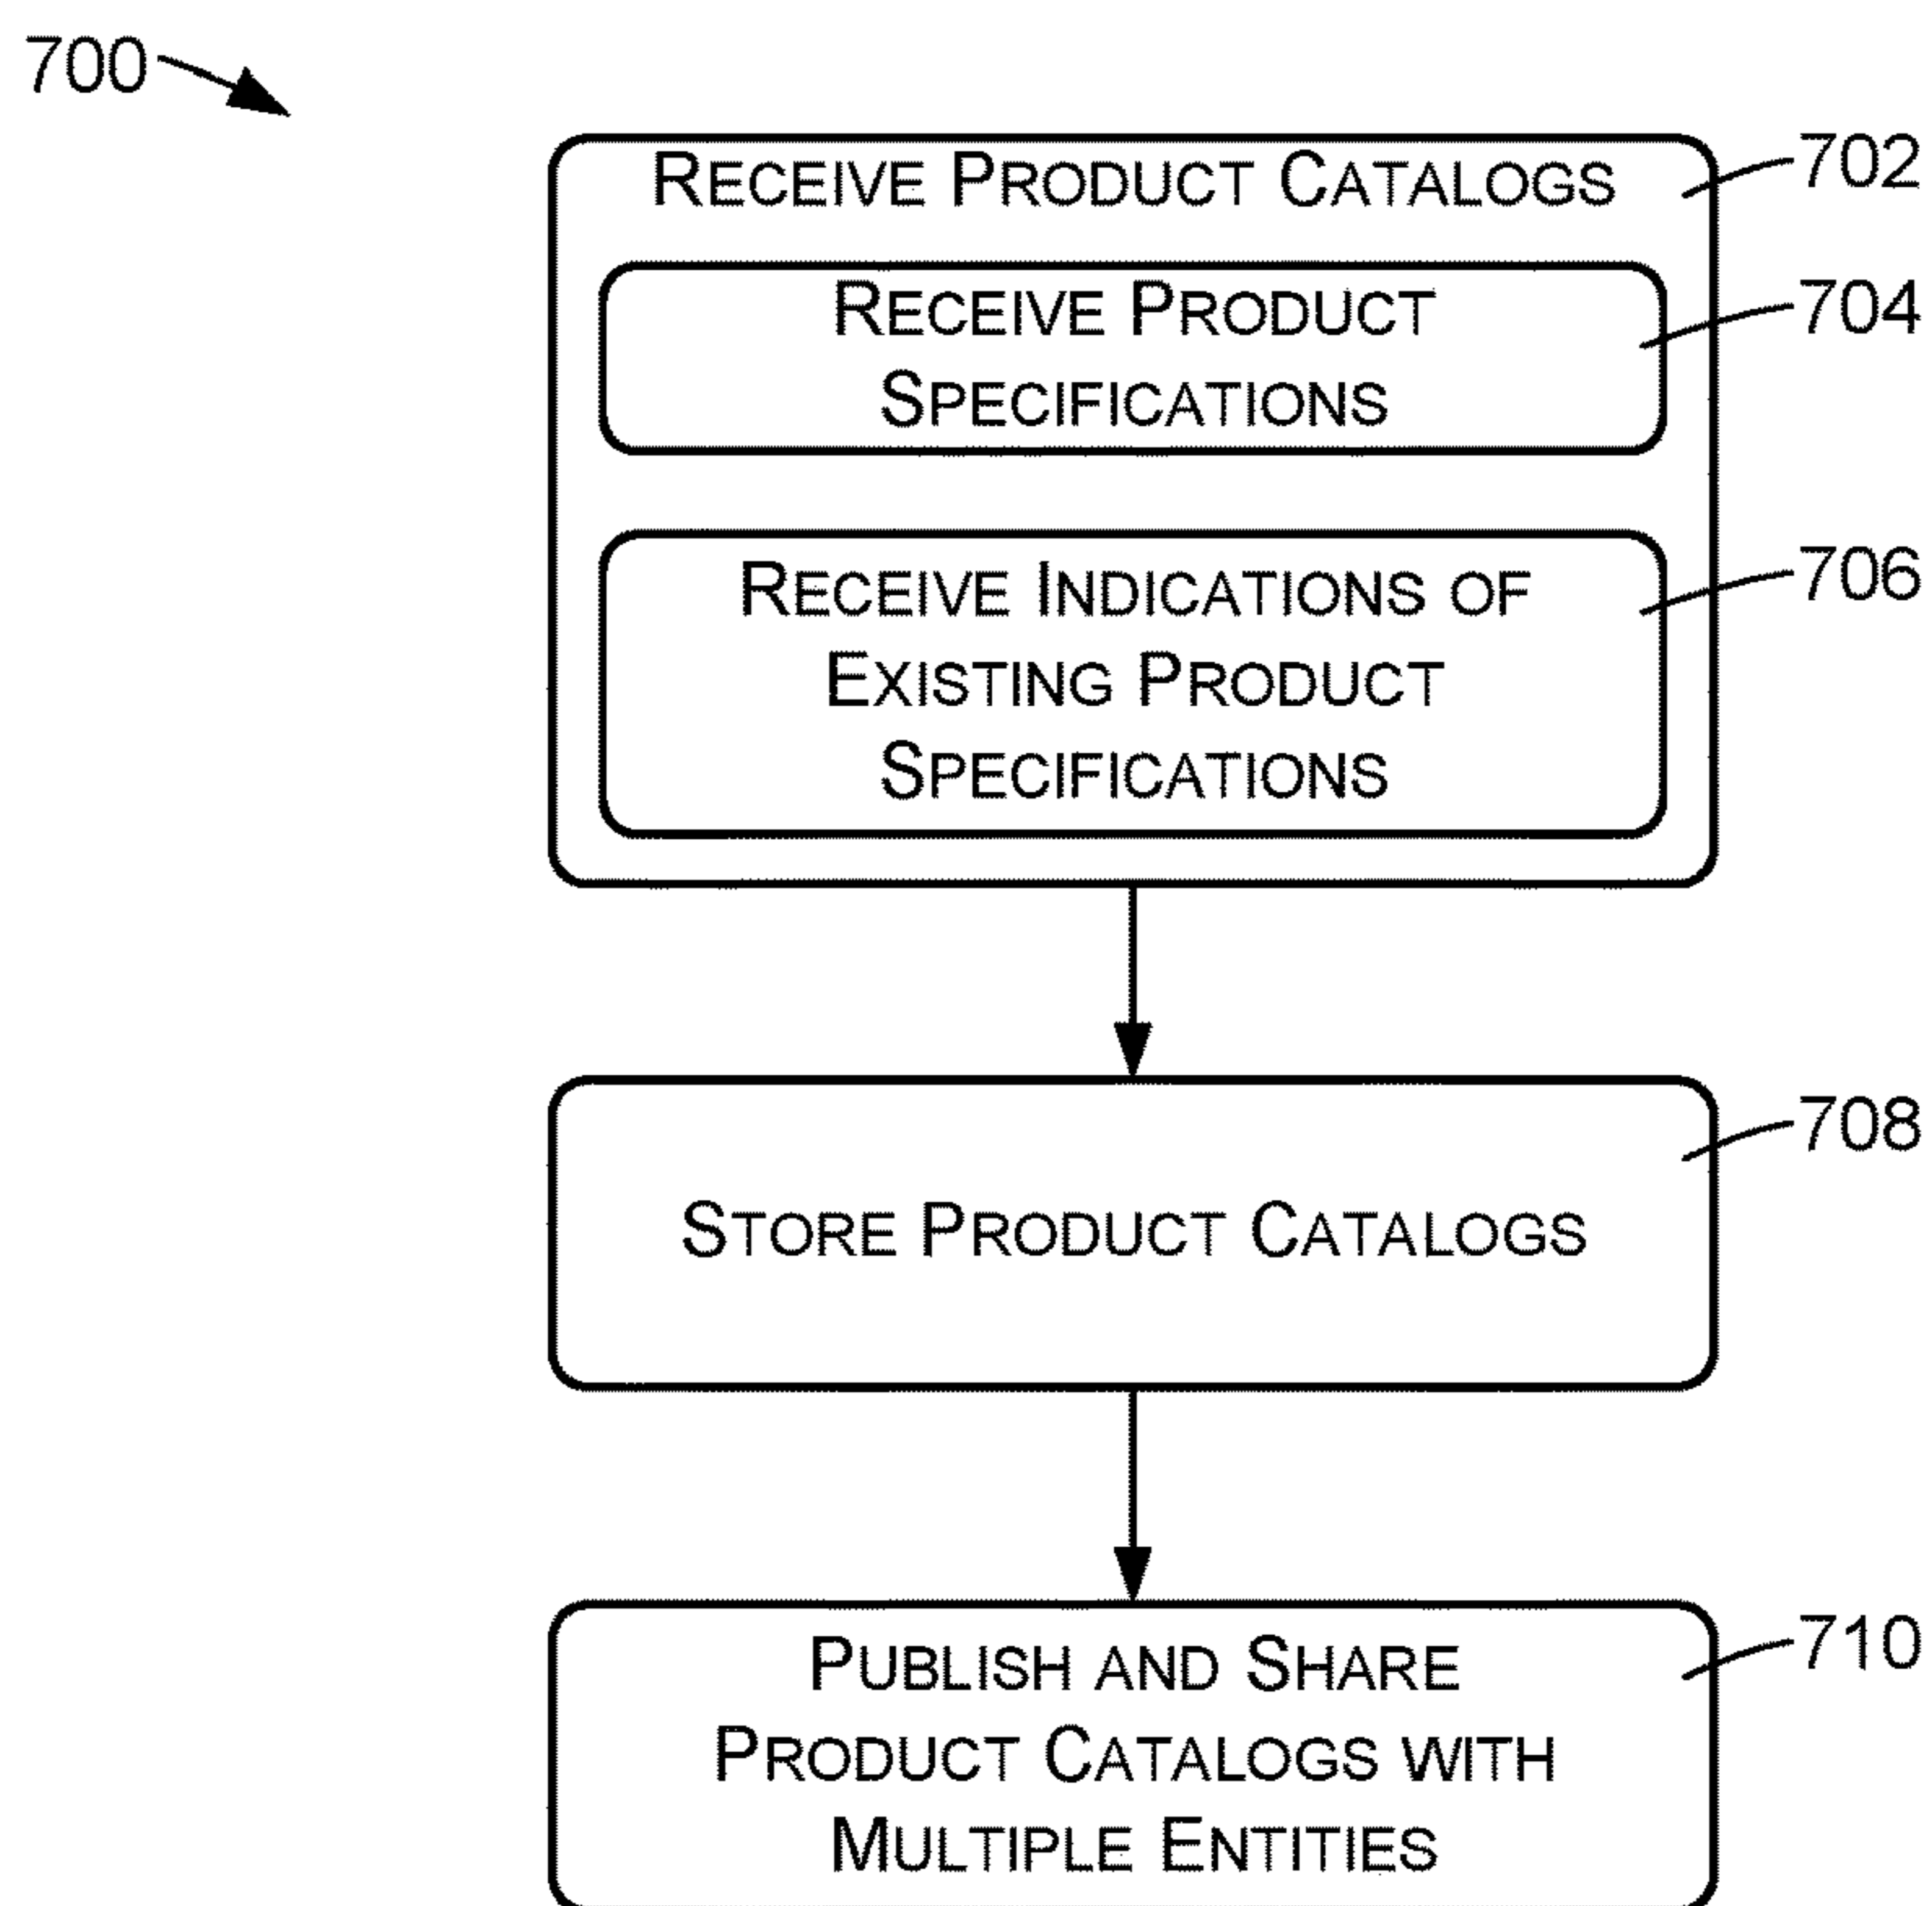 700
RECEIVE PRODUCT CATALOGS
702
RECEIVE PRODUCT
SPECIFICATIONS
704
RECEIVE INDICATIONS OF
EXISTING PRODUCT
SPECIFICATIONS
706
STORE PRODUCT CATALOGS
708
PUBLISH AND SHARE
PRODUCT CATALOGS WITH
MULTIPLE ENTITIES
710